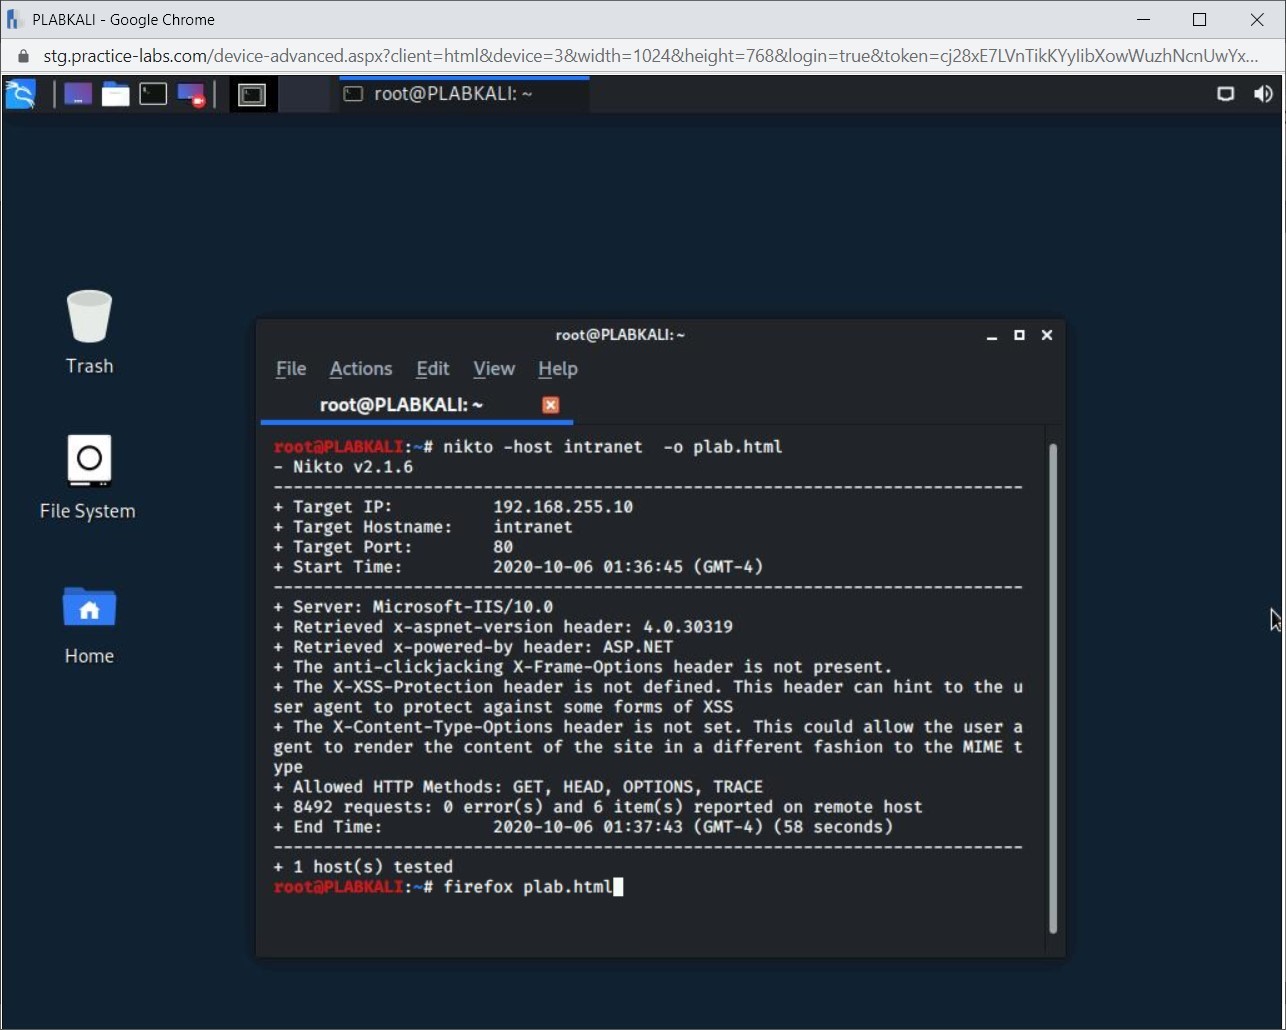 PLABKALI - Google Chrome
stg.practice-labs.com/device-advanced.aspx?client=html&device=3&width=1024&height=768&login=true&token=cj28xE7LVnTikKYylibXowWuzhNcnUwYx...
root@PLABKALI: ~
Trash
File System
Home
root@PLABKALI: ~
File Actions Edit View Help
root@PLABKALI: ~
root@PLABKALI:~# nikto -host intranet  -o plab.html
- Nikto v2.1.6
---------------------------------------------------------------------------
+ Target IP:          192.168.255.10
+ Target Hostname:    intranet
+ Target Port:        80
+ Start Time:         2020-10-06 01:36:45 (GMT-4)
---------------------------------------------------------------------------
+ Server: Microsoft-IIS/10.0
+ Retrieved x-aspnet-version header: 4.0.30319
+ Retrieved x-powered-by header: ASP.NET
+ The anti-clickjacking X-Frame-Options header is not present.
+ The X-XSS-Protection header is not defined. This header can hint to the u
ser agent to protect against some forms of XSS
+ The X-Content-Type-Options header is not set. This could allow the user a
gent to render the content of the site in a different fashion to the MIME t
ype
+ Allowed HTTP Methods: GET, HEAD, OPTIONS, TRACE
+ 8492 requests: 0 error(s) and 6 item(s) reported on remote host
+ End Time:           2020-10-06 01:37:43 (GMT-4) (58 seconds)
---------------------------------------------------------------------------
+ 1 host(s) tested
root@PLABKALI:~# firefox plab.html